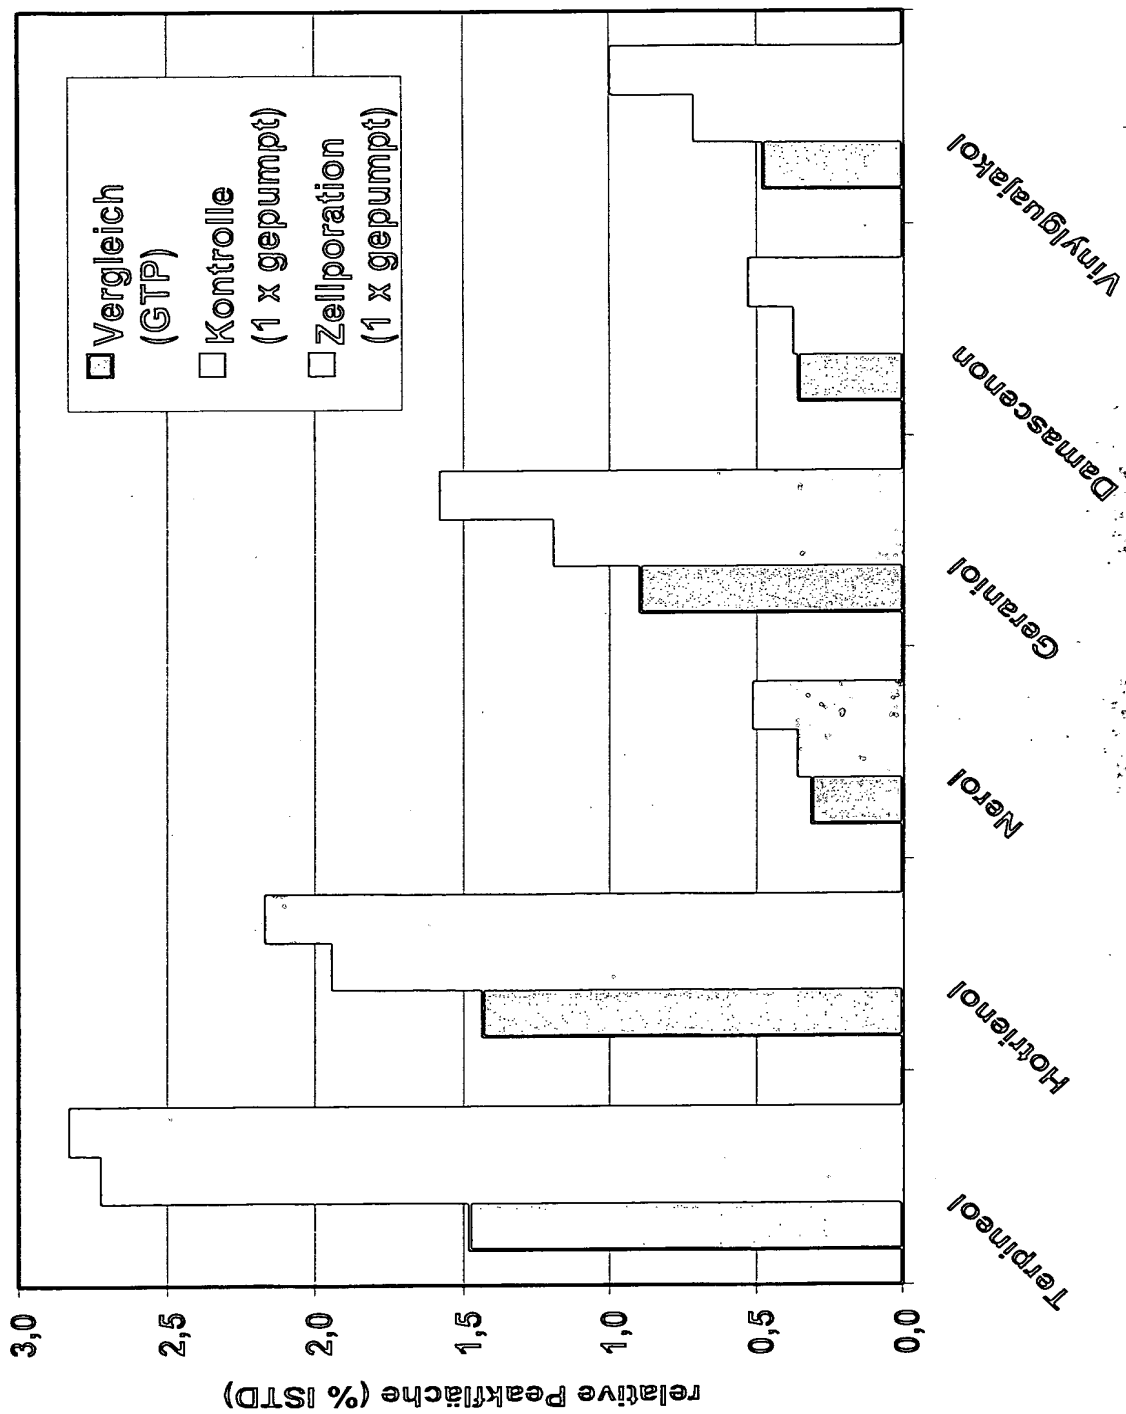 relative Peakfläche (% ISTD)
3,0
2,5
2,0
1,5
1,0
0,5
0,0
Vergleich
(GTP)
Kontrolle
(1 x gepumpt)
Zellporation
(1 x gepumpt)
Terpineol
Hotrienol
Nerol
Geraniol
Damascenon
Vinylguajakol